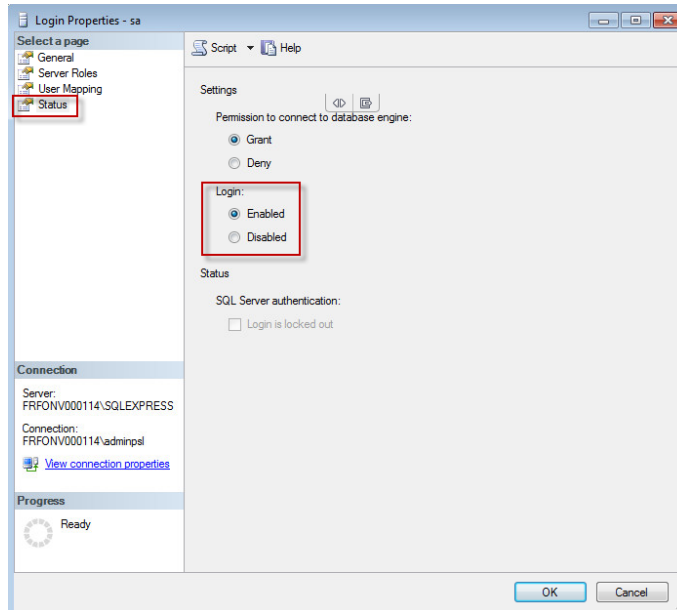 Login Properties - sa
Select a page
General
Server Roles
User Mapping
Status
Script
Help
Settings
Permission to connect to database engine:
Grant
Deny
Login:
Enabled
Disabled
Status
SQL Server authentication:
Login is locked out
Connection
Server:
FRFONV000114\SQLEXPRESS
Connection:
FRFONV000114\adminpsl
View connection properties
Progress
Ready
OK
Cancel